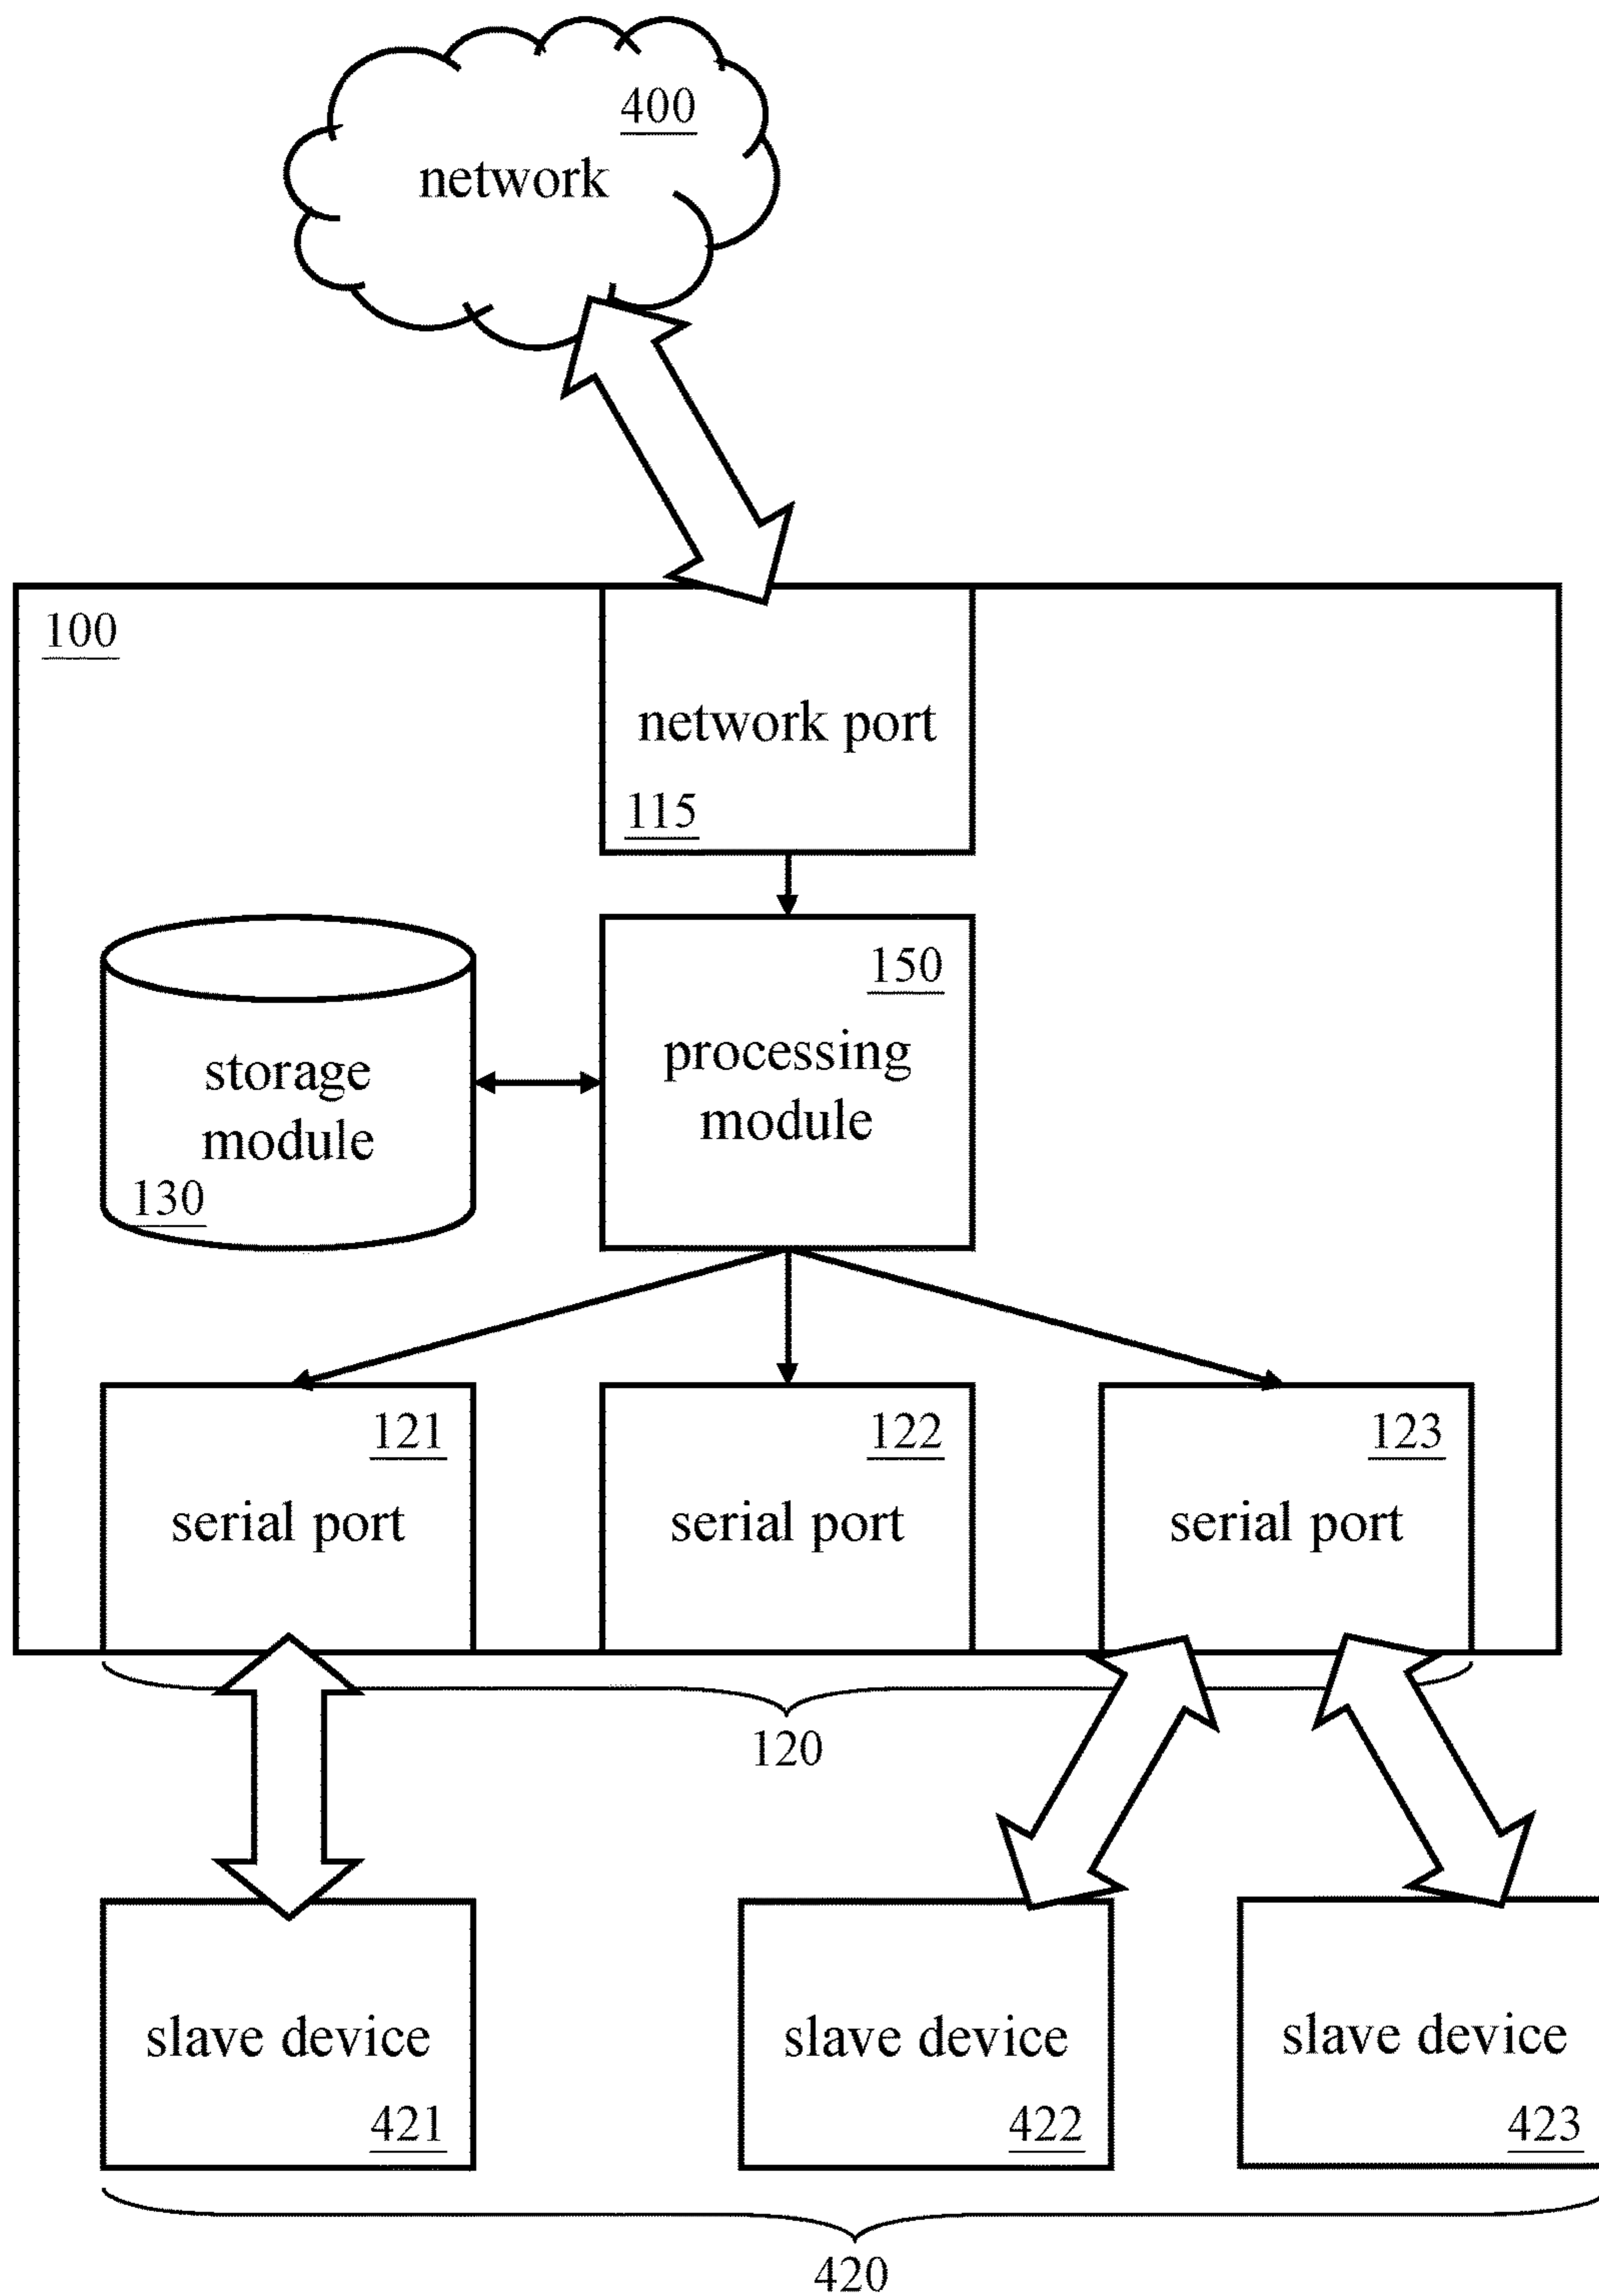 400
network
100
network port
115
150
processing
module
storage
module
130
121
serial port
122
serial port
123
serial port
120
slave device
421
slave device
422
slave device
423
420